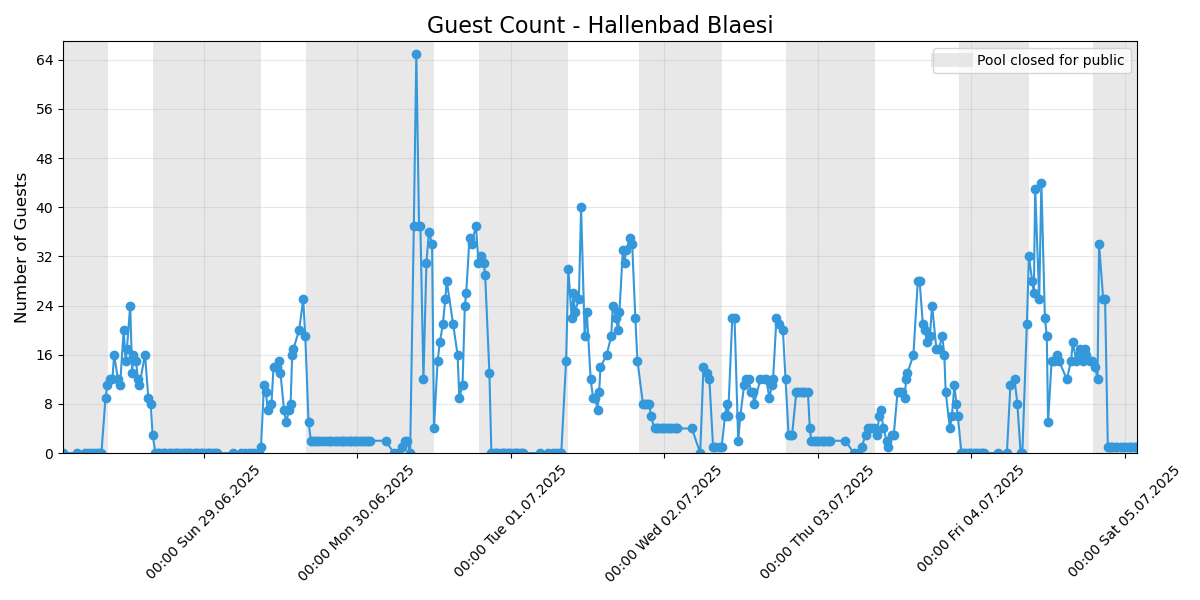 Guest Count - Hallenbad Blaesi
Pool closed for public
Number of Guests
64
56
48
40
32
24
16
8
0
00:00 Sun 29.06.2025
00:00 Mon 30.06.2025
00:00 Tue 01.07.2025
00:00 Wed 02.07.2025
00:00 Thu 03.07.2025
00:00 Fri 04.07.2025
00:00 Sat 05.07.2025